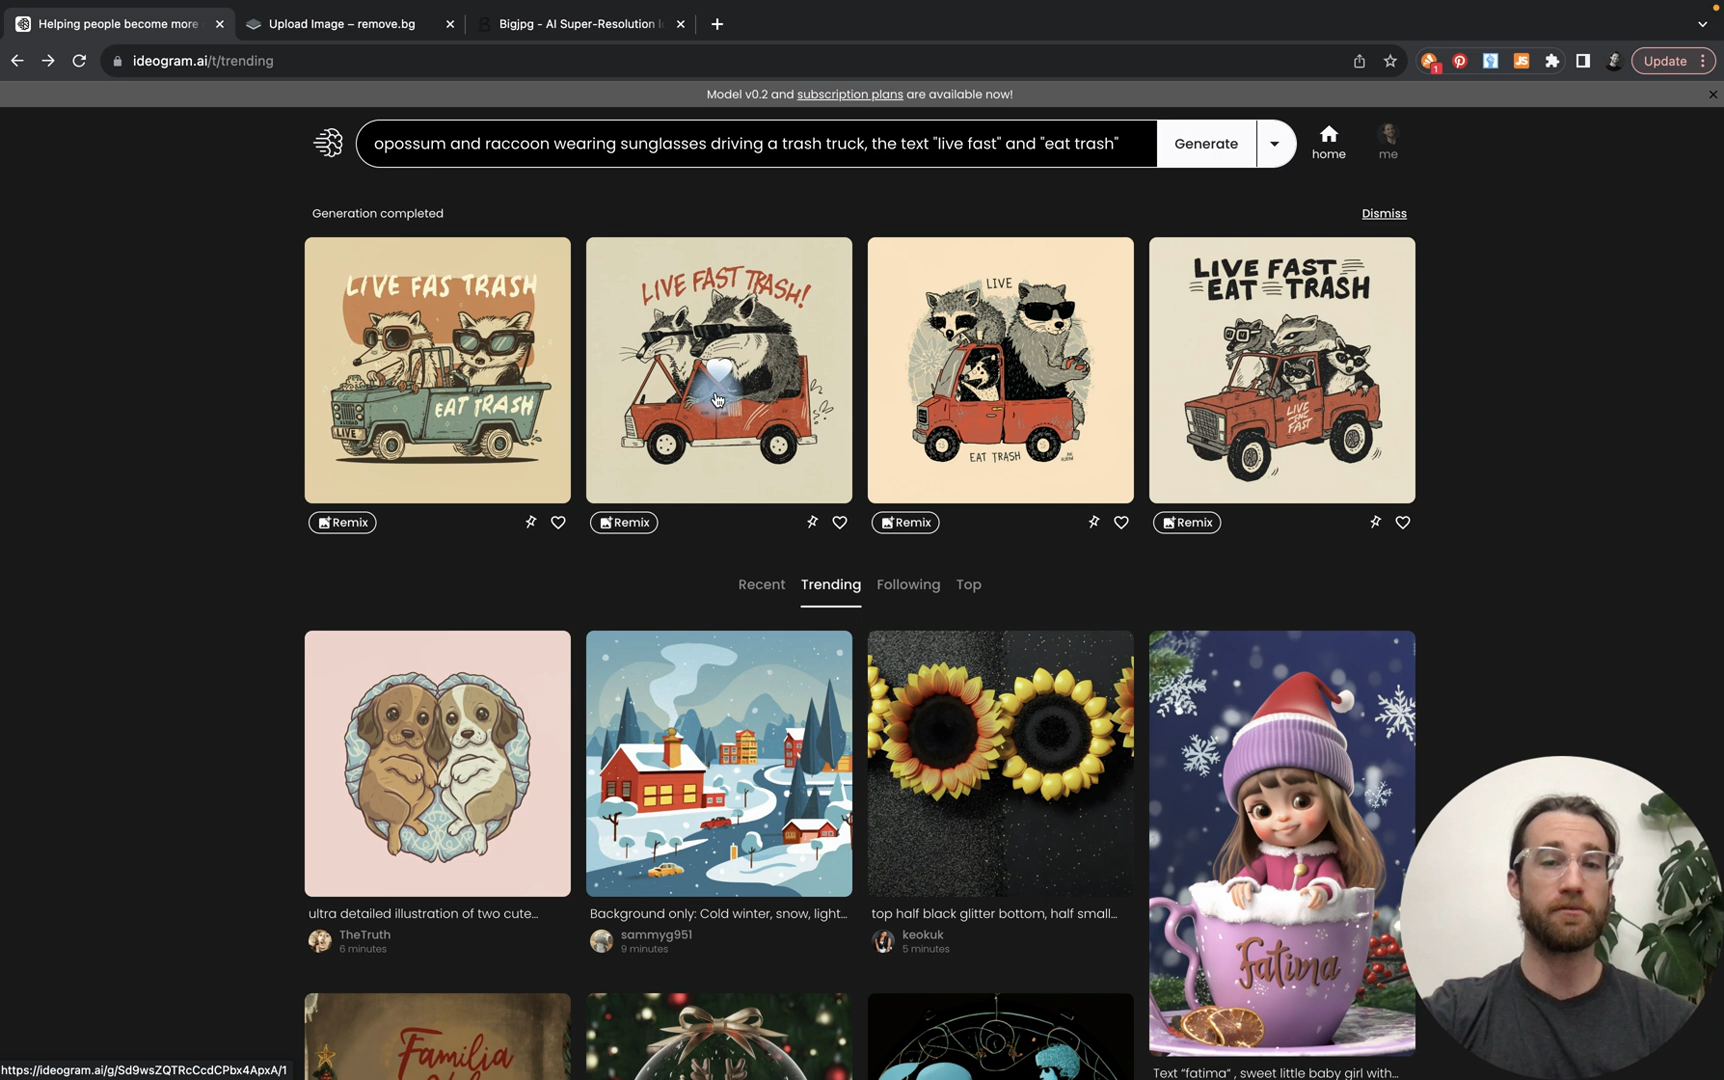 Helping people become more
Upload Image – remove.bg
Bigjpg - AI Super-Resolution
ideogram.ai/t/trending
1
Update
Model v0.2 and subscription plans are available now!
opossum and raccoon wearing sunglasses driving a trash truck, the text "live fast" and "eat trash"
Generate
home
me
Generation completed
Dismiss
LIVE FAS TRASH
EAT TRASH
LIVE
LIVE FAST TRASH!
LIVE
EAT TRASH
LIVE FAST
EAT TRASH
LIVE
FAST
Remix
Remix
Remix
Remix
Recent
Trending
Following
Top
Fatima
ultra detailed illustration of two cute...
TheTruth
6 minutes
Background only: Cold winter, snow, light...
sammyg951
9 minutes
top half black glitter bottom, half small...
keokuk
5 minutes
Familia
Text "fatima" , sweet little baby girl with...
https://ideogram.ai/g/Sd9wsZQTRcCcdCPbx4ApxA/1